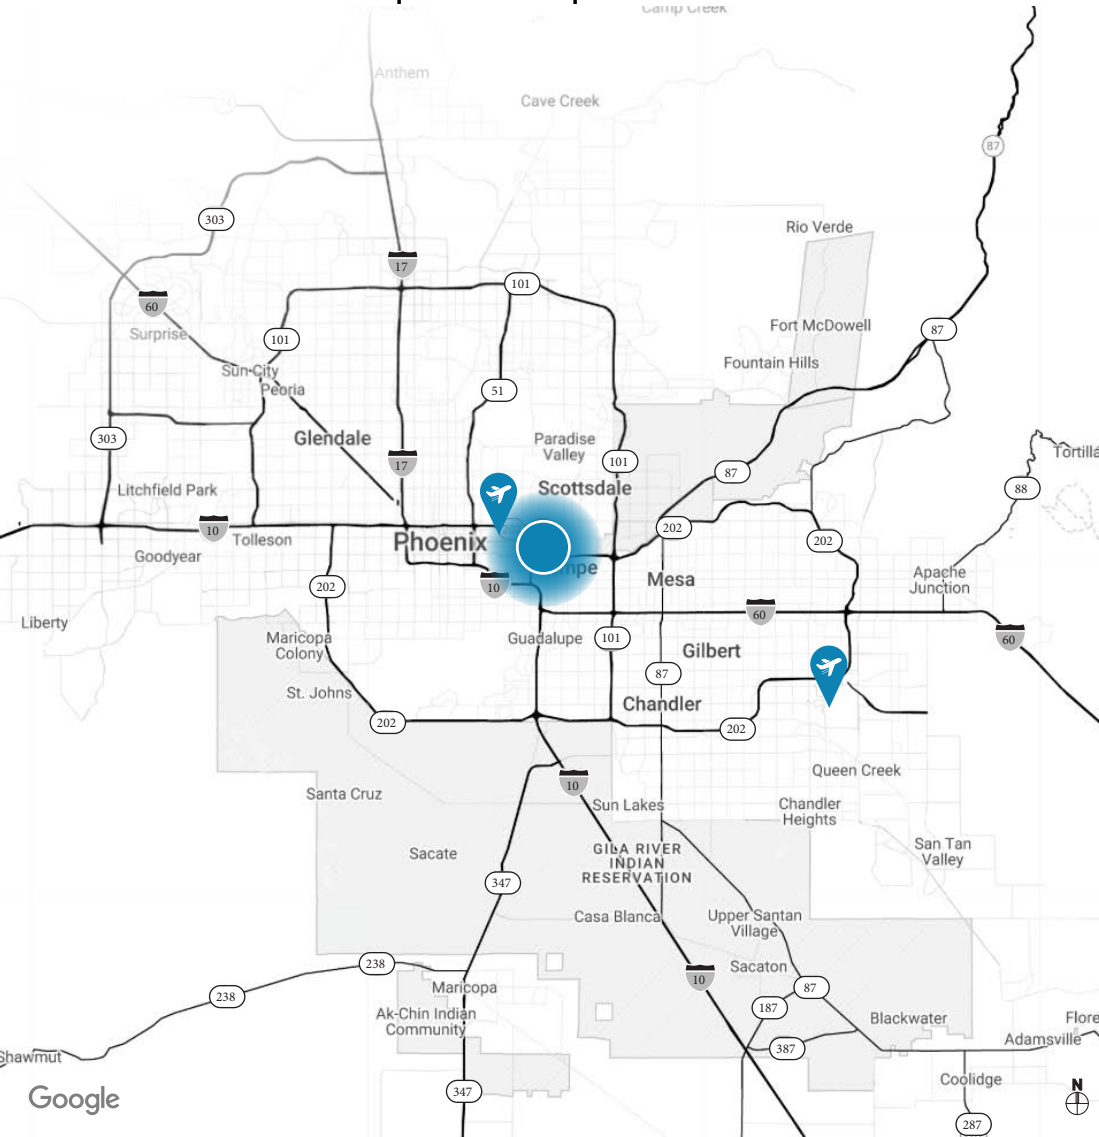 Camp Creek
Anthem
Cave Creek
87
303
Rio Verde
17
101
60
Fort McDowell
87
Surprise
101
Fountain Hills
Sun City
Peoria
51
303
Glendale
Paradise
Valley
17
101
87
Tortilla
Litchfield Park
Scottsdale
88
10
202
202
Tolleson
Phoenix
Goodyear
Mesa
Apache
Junction
202
10
Liberty
60
60
Maricopa
Colony
Guadalupe
101
Gilbert
87
St. Johns
Chandler
202
202
Queen Creek
10
Santa Cruz
Sun Lakes
Chandler
Heights
San Tan
Valley
Sacate
GILA RIVER
INDIAN
RESERVATION
347
Casa Blanca
Upper Santan
Village
238
Sacaton
10
Maricopa
87
238
187
Ak-Chin Indian
Community
Blackwater
Flore
Adamsville
387
Shawmut
Coolidge
347
Google
N
287